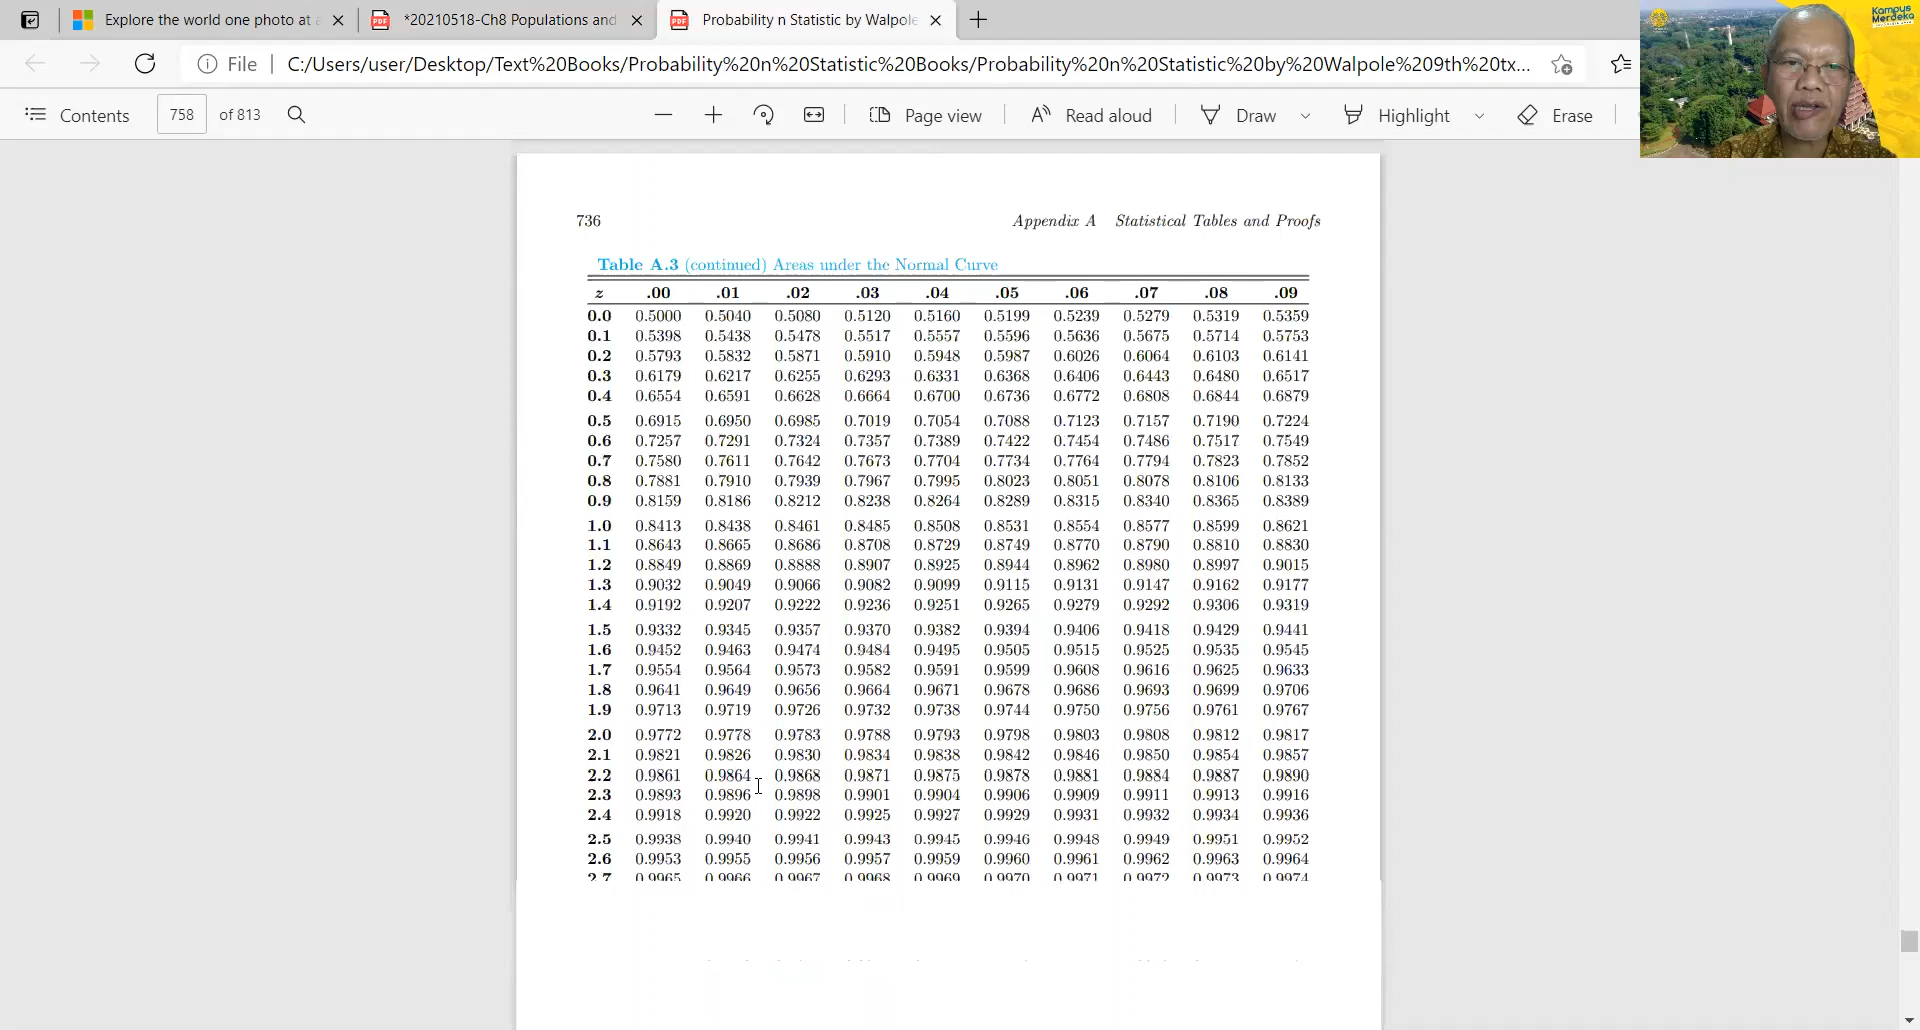 Explore the world one photo at a
*20210518-Ch8 Populations and
Probability n Statistic by Walpole
Kampus
Merdeka
File
C:/Users/user/Desktop/Text%20Books/Probability%20n%20Statistic%20Books/Probability%20n%20Statistic%20by%20Walpole%209th%20tx...
Contents
758
of 813
Page view
Read aloud
Draw
Highlight
Erase
736
Appendix A Statistical Tables and Proofs
Table A.3 (continued) Areas under the Normal Curve
z .00 .01 .02 .03 .04 .05 .06 .07 .08 .09
0.0 0.5000 0.5040 0.5080 0.5120 0.5160 0.5199 0.5239 0.5279 0.5319 0.5359
0.1 0.5398 0.5438 0.5478 0.5517 0.5557 0.5596 0.5636 0.5675 0.5714 0.5753
0.2 0.5793 0.5832 0.5871 0.5910 0.5948 0.5987 0.6026 0.6064 0.6103 0.6141
0.3 0.6179 0.6217 0.6255 0.6293 0.6331 0.6368 0.6406 0.6443 0.6480 0.6517
0.4 0.6554 0.6591 0.6628 0.6664 0.6700 0.6736 0.6772 0.6808 0.6844 0.6879
0.5 0.6915 0.6950 0.6985 0.7019 0.7054 0.7088 0.7123 0.7157 0.7190 0.7224
0.6 0.7257 0.7291 0.7324 0.7357 0.7389 0.7422 0.7454 0.7486 0.7517 0.7549
0.7 0.7580 0.7611 0.7642 0.7673 0.7704 0.7734 0.7764 0.7794 0.7823 0.7852
0.8 0.7881 0.7910 0.7939 0.7967 0.7995 0.8023 0.8051 0.8078 0.8106 0.8133
0.9 0.8159 0.8186 0.8212 0.8238 0.8264 0.8289 0.8315 0.8340 0.8365 0.8389
1.0 0.8413 0.8438 0.8461 0.8485 0.8508 0.8531 0.8554 0.8577 0.8599 0.8621
1.1 0.8643 0.8665 0.8686 0.8708 0.8729 0.8749 0.8770 0.8790 0.8810 0.8830
1.2 0.8849 0.8869 0.8888 0.8907 0.8925 0.8944 0.8962 0.8980 0.8997 0.9015
1.3 0.9032 0.9049 0.9066 0.9082 0.9099 0.9115 0.9131 0.9147 0.9162 0.9177
1.4 0.9192 0.9207 0.9222 0.9236 0.9251 0.9265 0.9279 0.9292 0.9306 0.9319
1.5 0.9332 0.9345 0.9357 0.9370 0.9382 0.9394 0.9406 0.9418 0.9429 0.9441
1.6 0.9452 0.9463 0.9474 0.9484 0.9495 0.9505 0.9515 0.9525 0.9535 0.9545
1.7 0.9554 0.9564 0.9573 0.9582 0.9591 0.9599 0.9608 0.9616 0.9625 0.9633
1.8 0.9641 0.9649 0.9656 0.9664 0.9671 0.9678 0.9686 0.9693 0.9699 0.9706
1.9 0.9713 0.9719 0.9726 0.9732 0.9738 0.9744 0.9750 0.9756 0.9761 0.9767
2.0 0.9772 0.9778 0.9783 0.9788 0.9793 0.9798 0.9803 0.9808 0.9812 0.9817
2.1 0.9821 0.9826 0.9830 0.9834 0.9838 0.9842 0.9846 0.9850 0.9854 0.9857
2.2 0.9861 0.9864 0.9868 0.9871 0.9875 0.9878 0.9881 0.9884 0.9887 0.9890
2.3 0.9893 0.9896 0.9898 0.9901 0.9904 0.9906 0.9909 0.9911 0.9913 0.9916
2.4 0.9918 0.9920 0.9922 0.9925 0.9927 0.9929 0.9931 0.9932 0.9934 0.9936
2.5 0.9938 0.9940 0.9941 0.9943 0.9945 0.9946 0.9948 0.9949 0.9951 0.9952
2.6 0.9953 0.9955 0.9956 0.9957 0.9959 0.9960 0.9961 0.9962 0.9963 0.9964
2.7 0.9965 0.9966 0.9967 0.9968 0.9969 0.9970 0.9971 0.9972 0.9973 0.9974